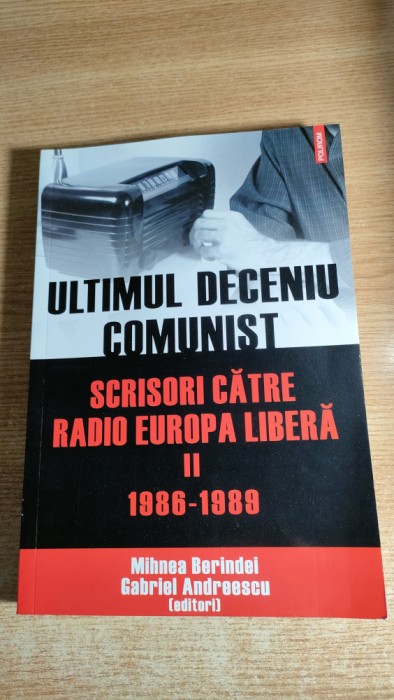 POLIROM
ULTIMUL DECENIU
COMUNIST
SCRISORI CĂTRE
RADIO EUROPA LIBERĂ
II
1986-1989
Mihnea Berindei
Gabriel Andreescu
(editori)